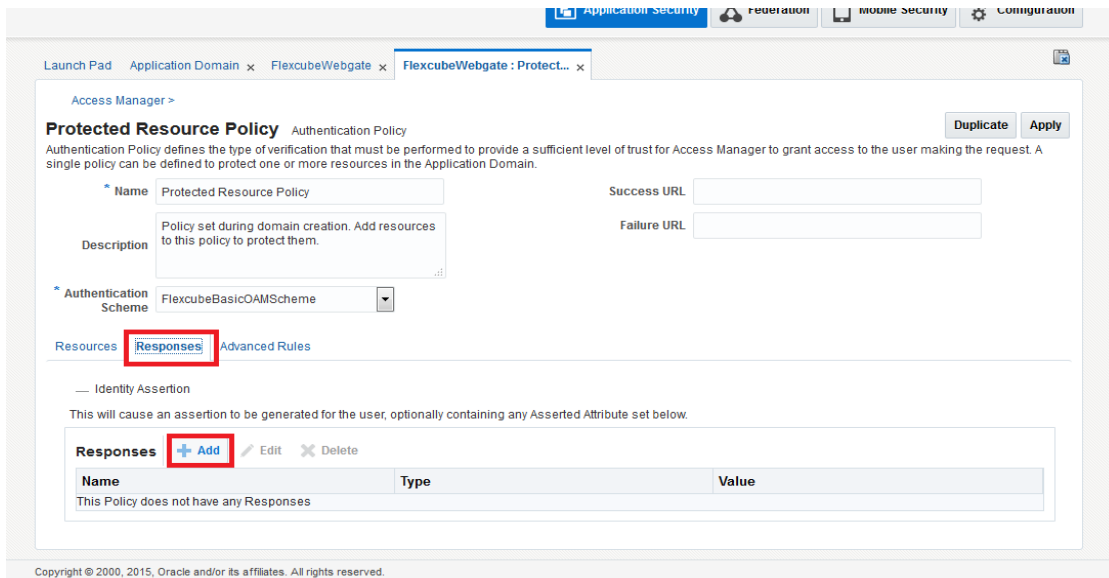 Application Security Federation Mobile Security Configuration
Launch Pad Application Domain x FlexcubeWebgate x FlexcubeWebgate : Protect... x
Access Manager >
Protected Resource Policy Authentication Policy
Duplicate Apply
Authentication Policy defines the type of verification that must be performed to provide a sufficient level of trust for Access Manager to grant access to the user making the request. A
single policy can be defined to protect one or more resources in the Application Domain.
* Name Protected Resource Policy
Success URL
Description Policy set during domain creation. Add resources
to this policy to protect them.
Failure URL
* Authentication
Scheme FlexcubeBasicOAMScheme
Resources Responses Advanced Rules
Identity Assertion
This will cause an assertion to be generated for the user, optionally containing any Asserted Attribute set below.
Responses Add Edit Delete
Name Type Value
This Policy does not have any Responses
Copyright © 2000, 2015, Oracle and/or its affiliates. All rights reserved.